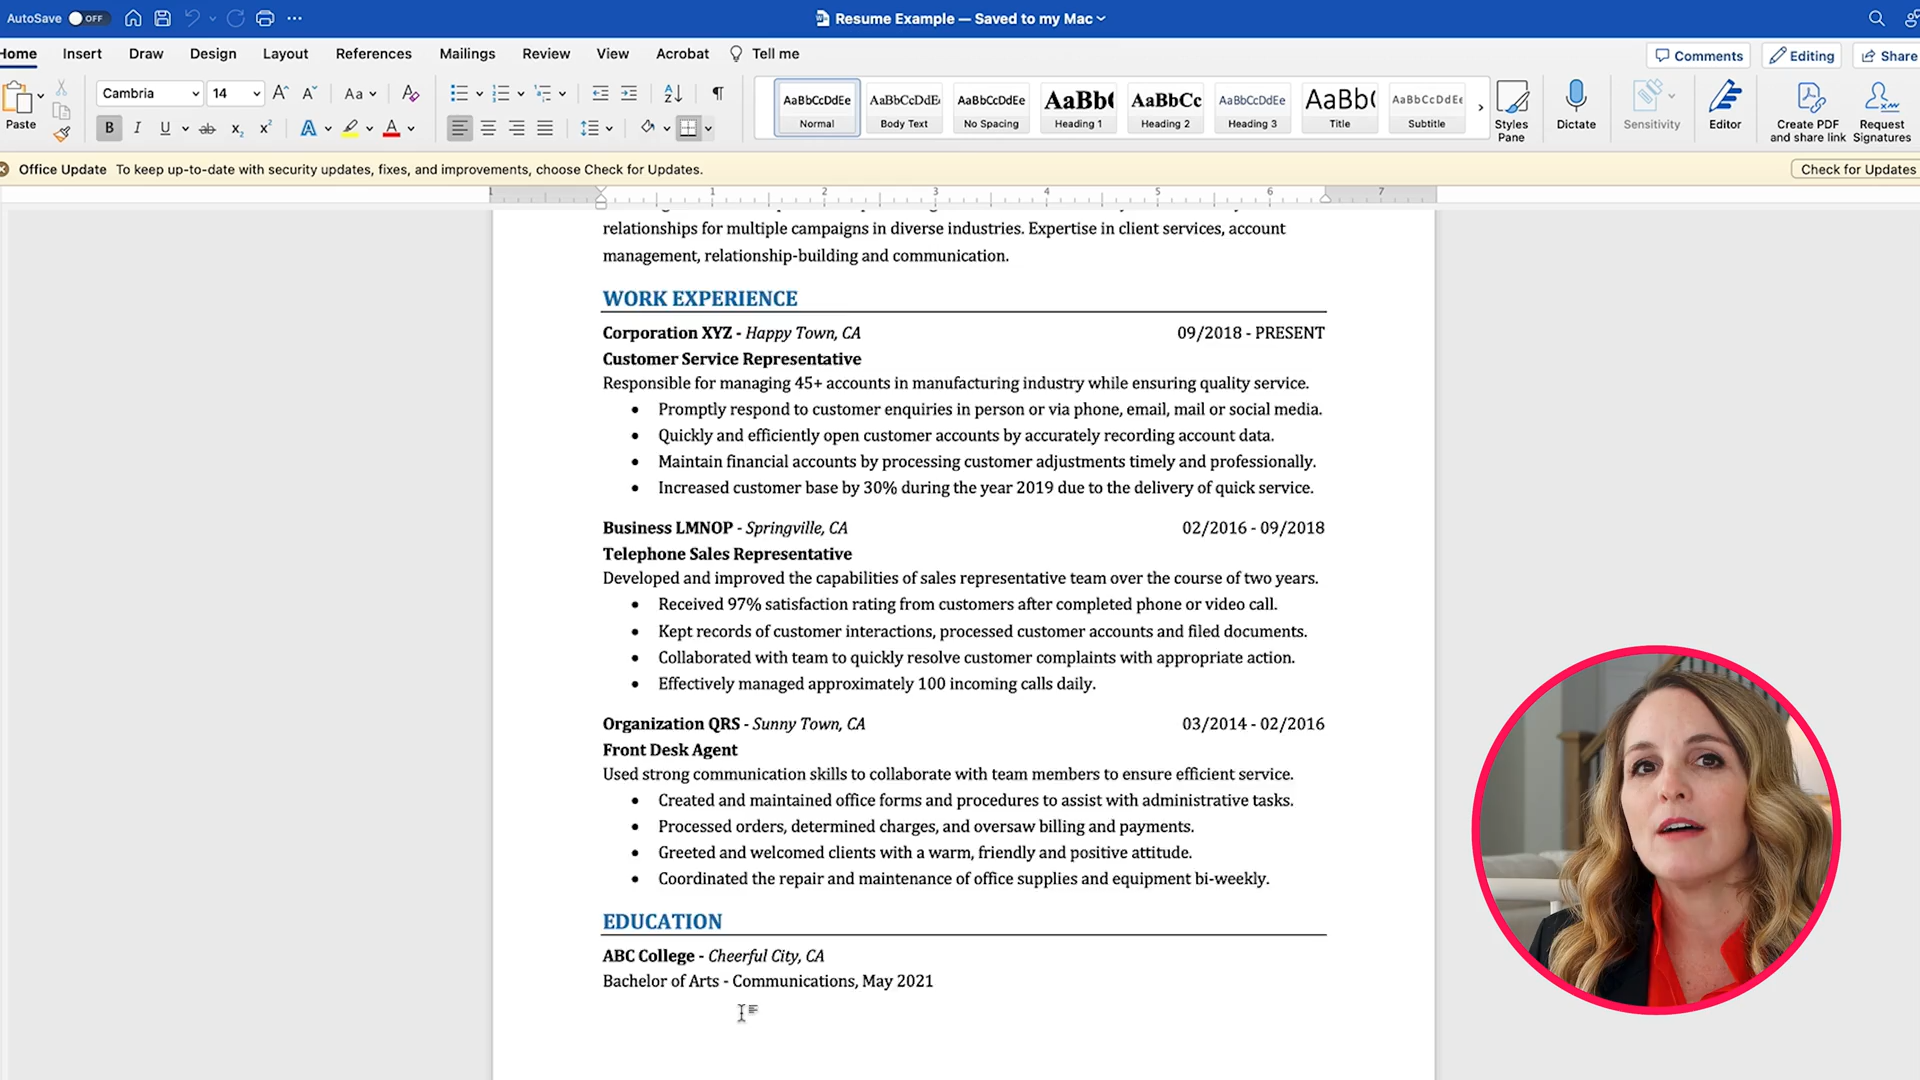 AutoSave OFF
Resume Example — Saved to my Mac
Home Insert Draw Design Layout References Mailings Review View Acrobat Tell me
Comments Editing Share
Paste
Cambria 14
Aa
B I U ab x₂ x² A A
AaBbCcDdEe AaBbCcDdE AaBbCcDdEe AaBb( AaBbCc AaBbCcDdEe AaBb( AaBbCcDdEe
Normal Body Text No Spacing Heading 1 Heading 2 Heading 3 Title Subtitle
Styles Pane
Dictate
Sensitivity
Editor
Create PDF and share link
Request Signatures
Office Update To keep up-to-date with security updates, fixes, and improvements, choose Check for Updates.
Check for Updates
1 1 2 3 4 5 6 7
relationships for multiple campaigns in diverse industries. Expertise in client services, account
management, relationship-building and communication.
WORK EXPERIENCE
Corporation XYZ - Happy Town, CA 09/2018 - PRESENT
Customer Service Representative
Responsible for managing 45+ accounts in manufacturing industry while ensuring quality service.
• Promptly respond to customer enquiries in person or via phone, email, mail or social media.
• Quickly and efficiently open customer accounts by accurately recording account data.
• Maintain financial accounts by processing customer adjustments timely and professionally.
• Increased customer base by 30% during the year 2019 due to the delivery of quick service.
Business LMNOP - Springville, CA 02/2016 - 09/2018
Telephone Sales Representative
Developed and improved the capabilities of sales representative team over the course of two years.
• Received 97% satisfaction rating from customers after completed phone or video call.
• Kept records of customer interactions, processed customer accounts and filed documents.
• Collaborated with team to quickly resolve customer complaints with appropriate action.
• Effectively managed approximately 100 incoming calls daily.
Organization QRS - Sunny Town, CA 03/2014 - 02/2016
Front Desk Agent
Used strong communication skills to collaborate with team members to ensure efficient service.
• Created and maintained office forms and procedures to assist with administrative tasks.
• Processed orders, determined charges, and oversaw billing and payments.
• Greeted and welcomed clients with a warm, friendly and positive attitude.
• Coordinated the repair and maintenance of office supplies and equipment bi-weekly.
EDUCATION
ABC College - Cheerful City, CA
Bachelor of Arts - Communications, May 2021